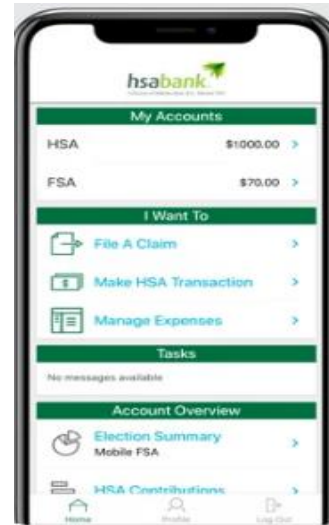 hsabank
My Accounts
HSA $1000.00 >
FSA $70.00 >
I Want To
File A Claim >
Make HSA Transaction >
Manage Expenses >
Tasks
No messages available
Account Overview
Election Summary >
Mobile FSA
HSA Contributions >
Home Profile Log Out